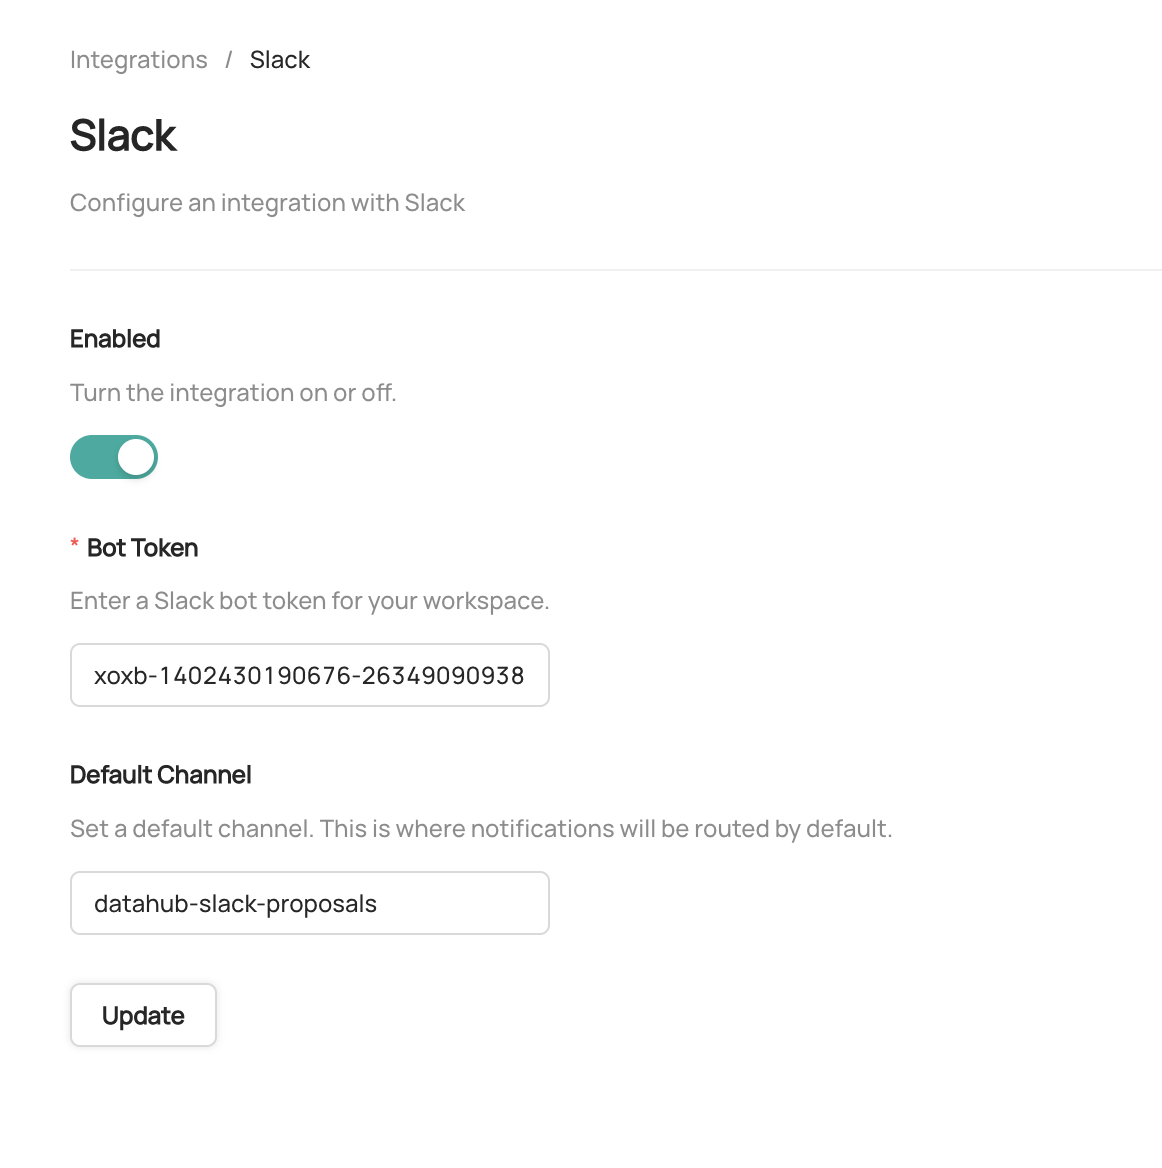 Integrations / Slack
Slack
Configure an integration with Slack
Enabled
Turn the integration on or off.
* Bot Token
Enter a Slack bot token for your workspace.
xoxb-1402430190676-26349090938
Default Channel
Set a default channel. This is where notifications will be routed by default.
datahub-slack-proposals
Update